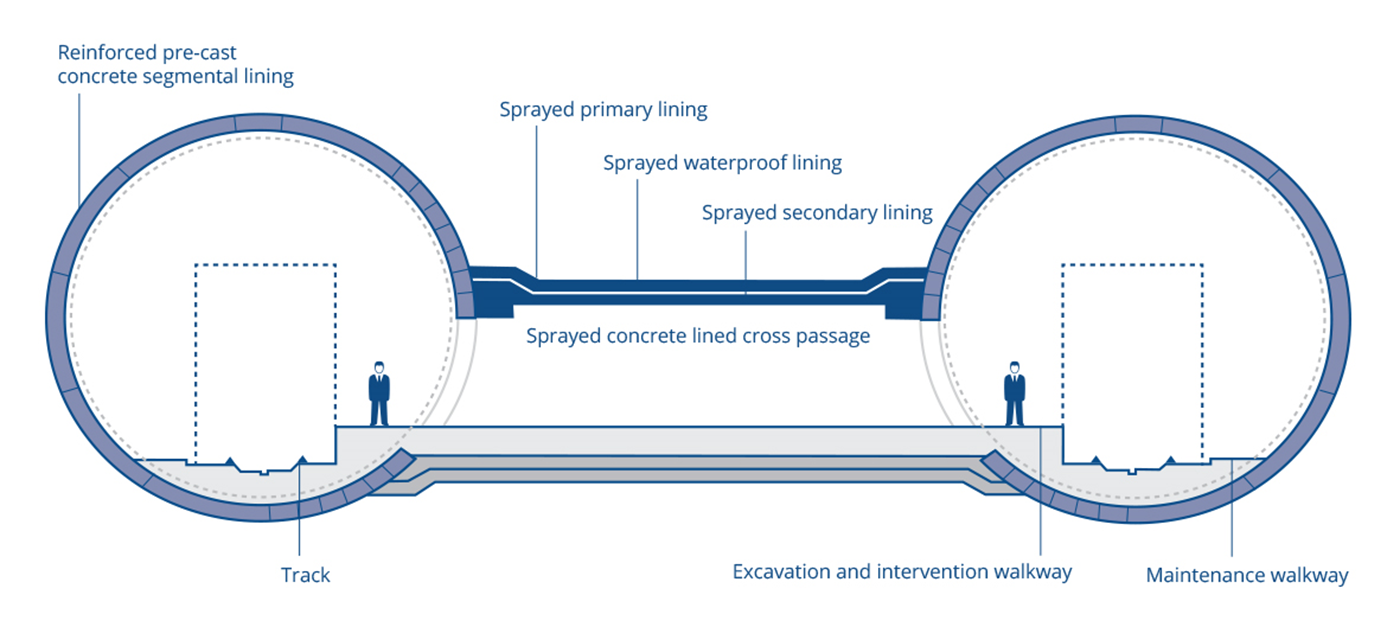 Reinforced pre-cast
concrete segmental lining
Sprayed primary lining
Sprayed waterproof lining
Sprayed secondary lining
Sprayed concrete lined cross passage
Track
Excavation and intervention walkway
Maintenance walkway